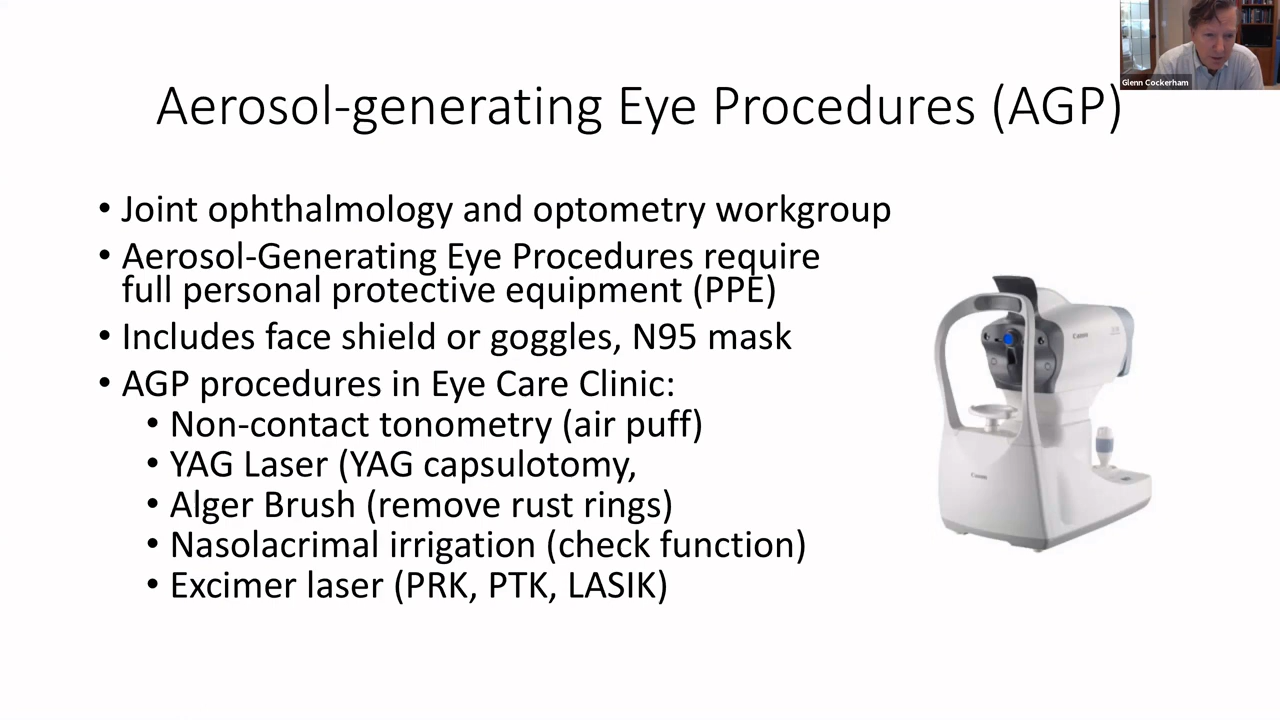 Glenn Cockerham
Aerosol-generating Eye Procedures (AGP)
• Joint ophthalmology and optometry workgroup
• Aerosol-Generating Eye Procedures require
full personal protective equipment (PPE)
• Includes face shield or goggles, N95 mask
• AGP procedures in Eye Care Clinic:
• Non-contact tonometry (air puff)
• YAG Laser (YAG capsulotomy,
• Alger Brush (remove rust rings)
• Nasolacrimal irrigation (check function)
• Excimer laser (PRK, PTK, LASIK)
Canon
Canon